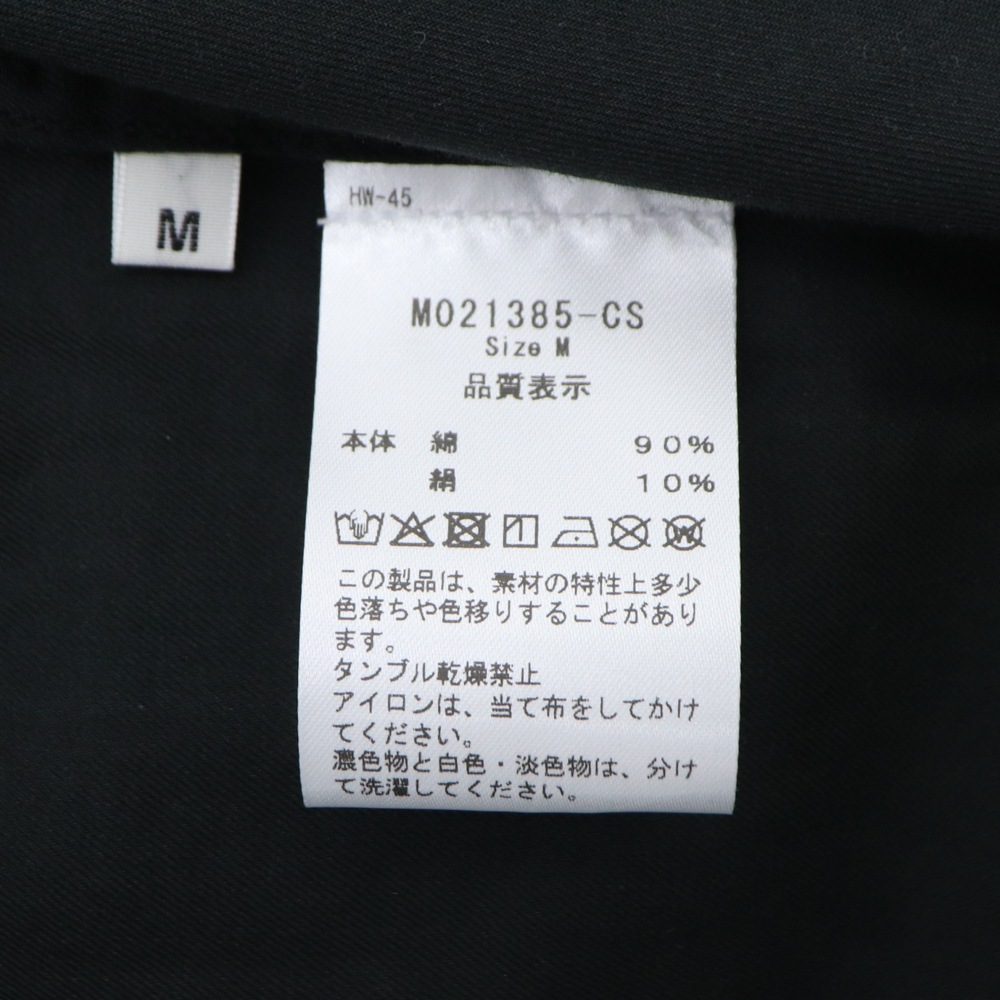 M
HW-45
M021385-CS
Size M
品質表示
本体 綿 90%
絹 10%
この製品は、素材の特性上多少
色落ちや色移りすることがあり
ます。
タンブル乾燥禁止
アイロンは、当て布をしてかけ
てください。
濃色物と白色・淡色物は、分け
て洗濯してください。